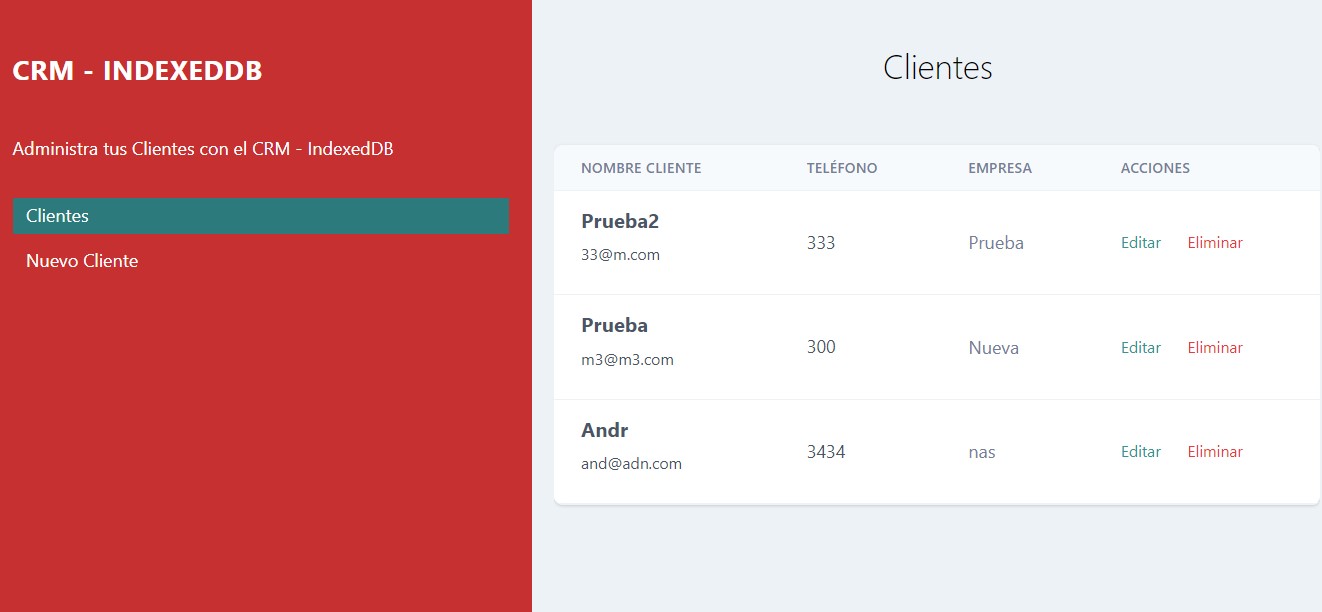 CRM - INDEXEDDB
Administra tus Clientes con el CRM - IndexedDB
Clientes
Nuevo Cliente
Clientes
NOMBRE CLIENTE TELÉFONO EMPRESA ACCIONES
Prueba2
33@m.com
333 Prueba Editar Eliminar
Prueba
m3@m3.com
300 Nueva Editar Eliminar
Andr
and@adn.com
3434 nas Editar Eliminar